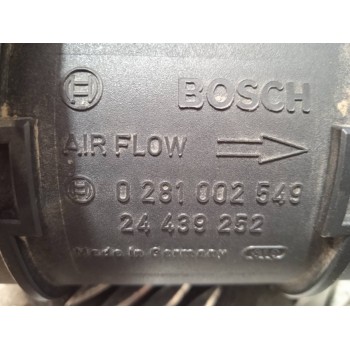 BOSCH
AIR FLOW
0 281 002 549
24 439 252
Made in Germany